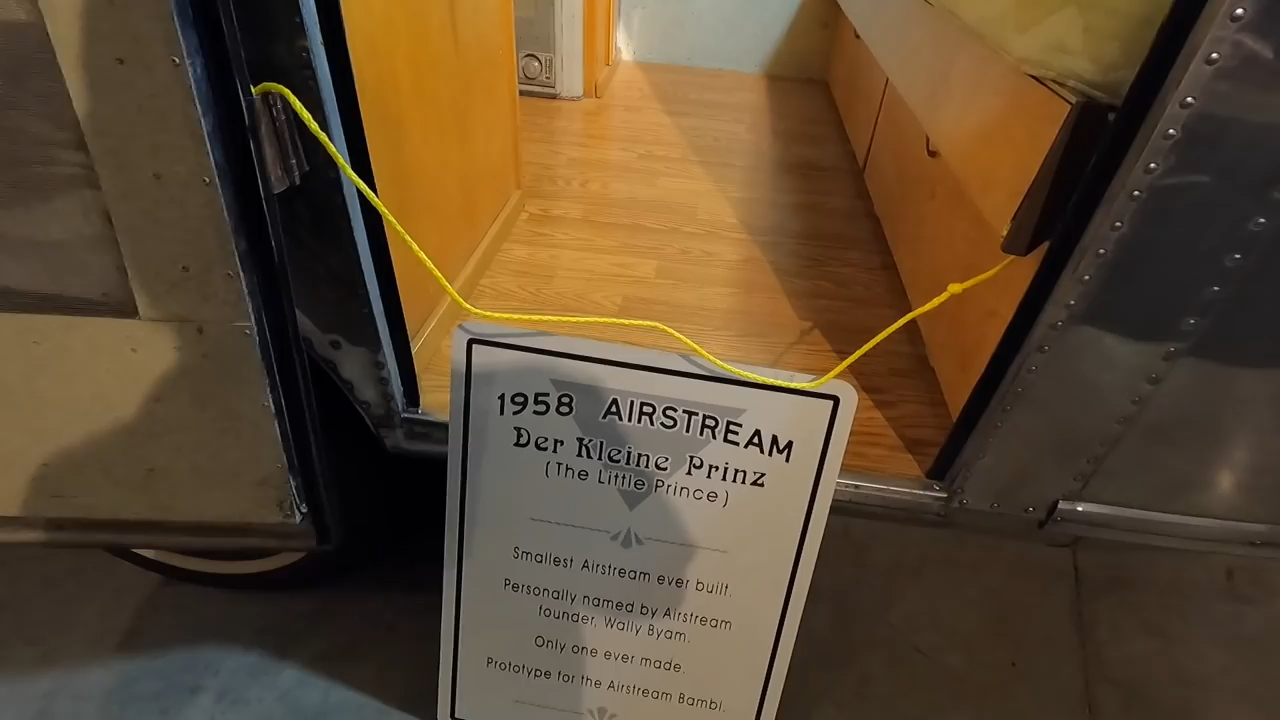 1958 AIRSTREAM
Der Kleine Prinz
(The Little Prince)
Smallest Airstream ever built.
Personally named by Airstream
founder, Wally Byam.
Only one ever made.
Prototype for the Airstream Bambi.